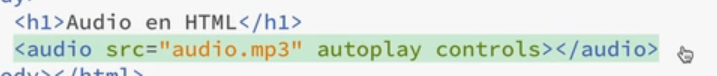 <h1>Audio en HTML</h1>
<audio src="audio.mp3" autoplay controls></audio>